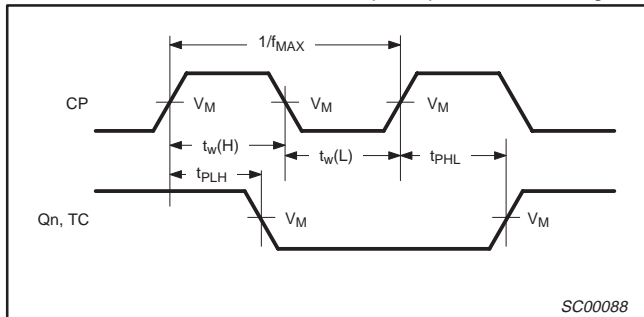 1/fMAX
CP
VM
VM
VM
tw(H)
tw(L)
tPHL
tPLH
Qn, TC
VM
VM
SC00088